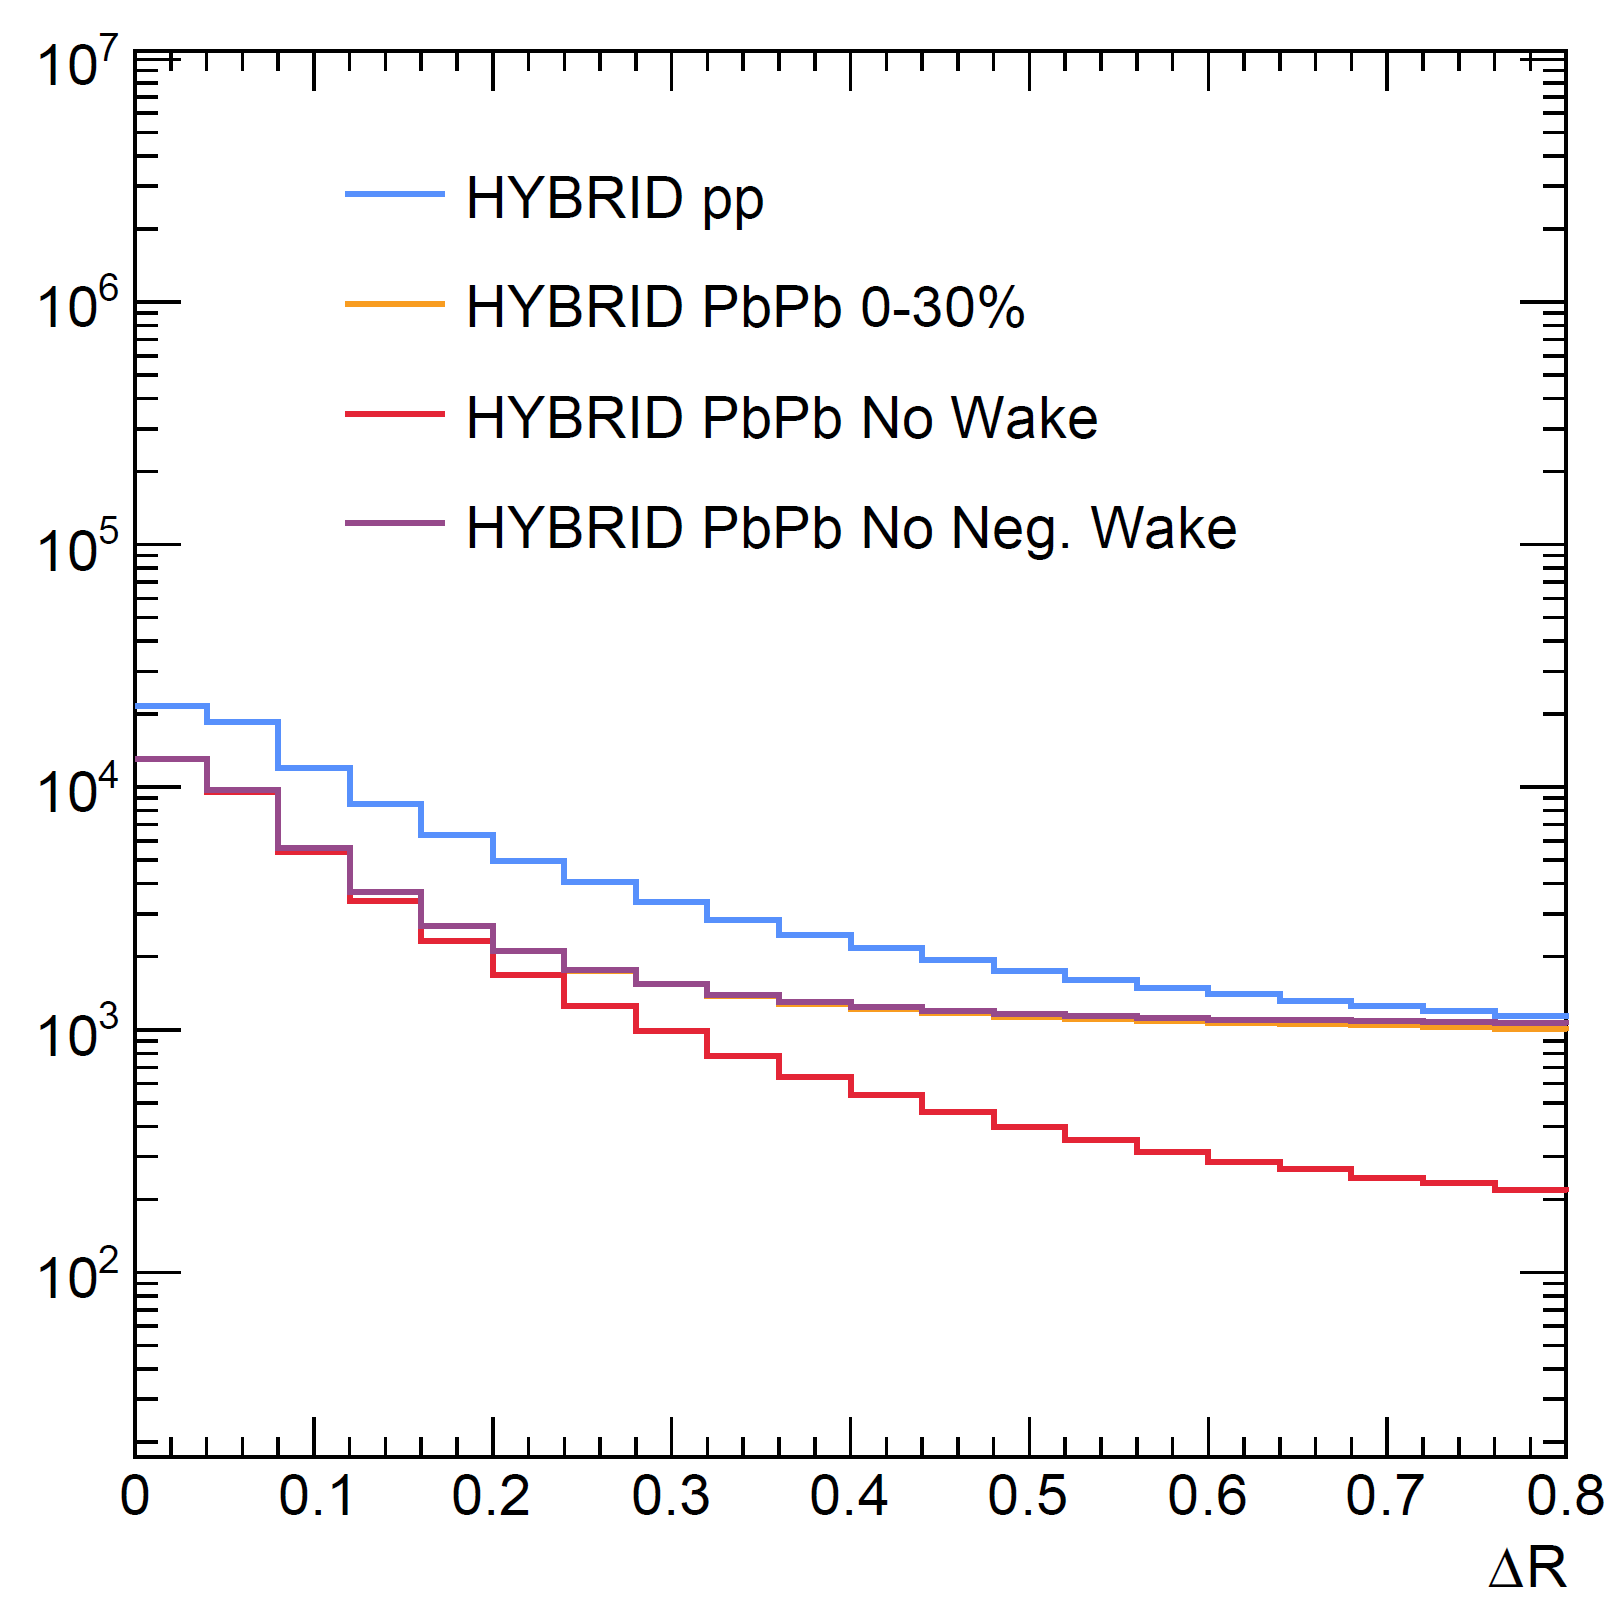 10^7
10^6
10^5
10^4
10^3
10^2
HYBRID pp
HYBRID PbPb 0-30%
HYBRID PbPb No Wake
HYBRID PbPb No Neg. Wake
0 0.1 0.2 0.3 0.4 0.5 0.6 0.7 0.8
ΔR